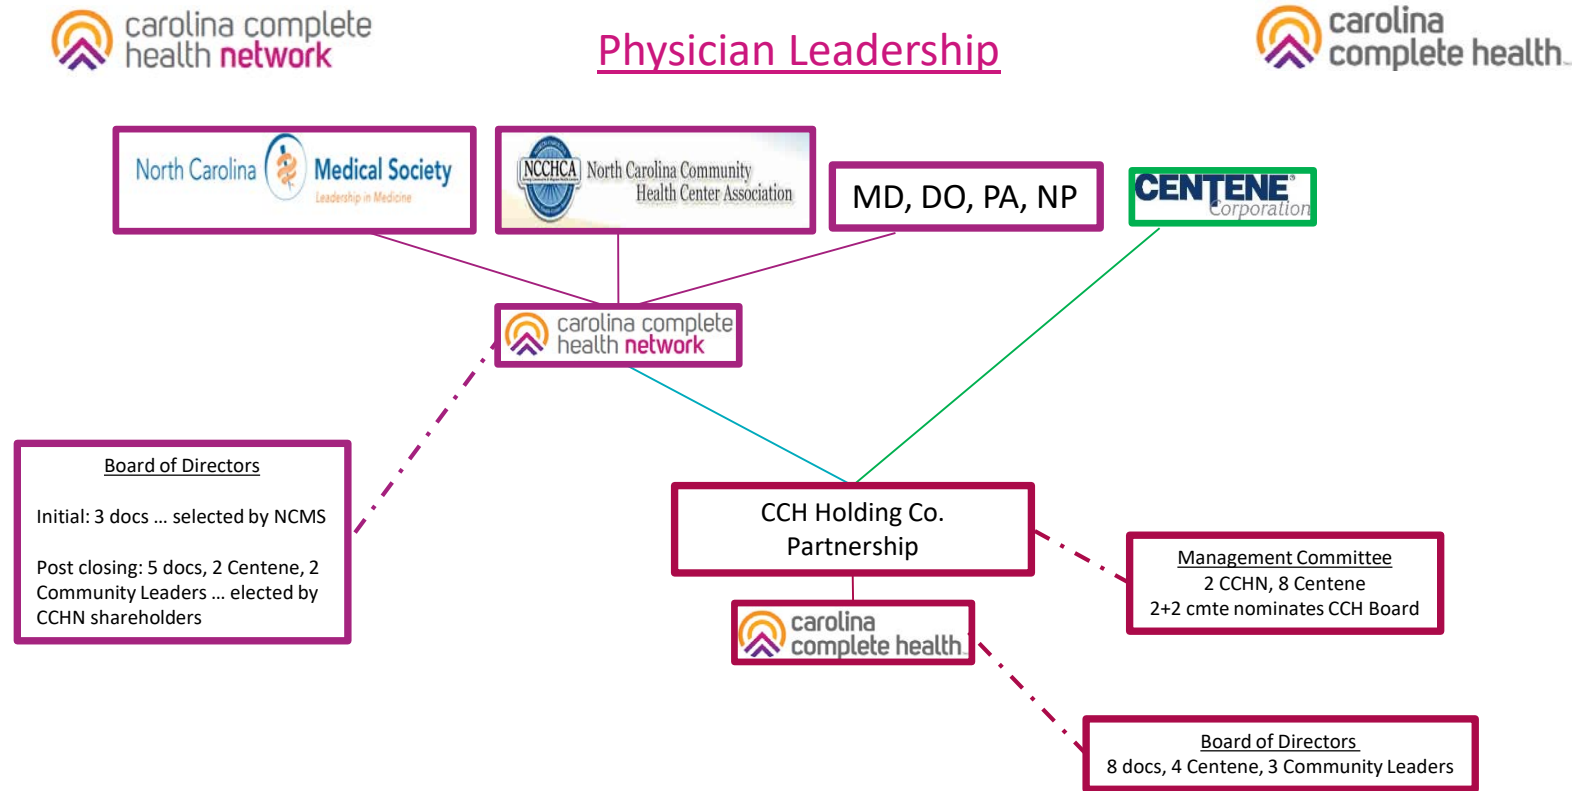 carolina complete
health network
Physician Leadership
carolina
complete health
North Carolina Medical Society
Leadership in Medicine
NCCHCA
North Carolina Community
Health Center Association
MD, DO, PA, NP
CENTENE®
Corporation
carolina complete
health network
Board of Directors
Initial: 3 docs ... selected by NCMS
Post closing: 5 docs, 2 Centene, 2
Community Leaders ... elected by
CCHN shareholders
CCH Holding Co.
Partnership
Management Committee
2 CCHN, 8 Centene
2+2 cmte nominates CCH Board
carolina
complete health
Board of Directors
8 docs, 4 Centene, 3 Community Leaders